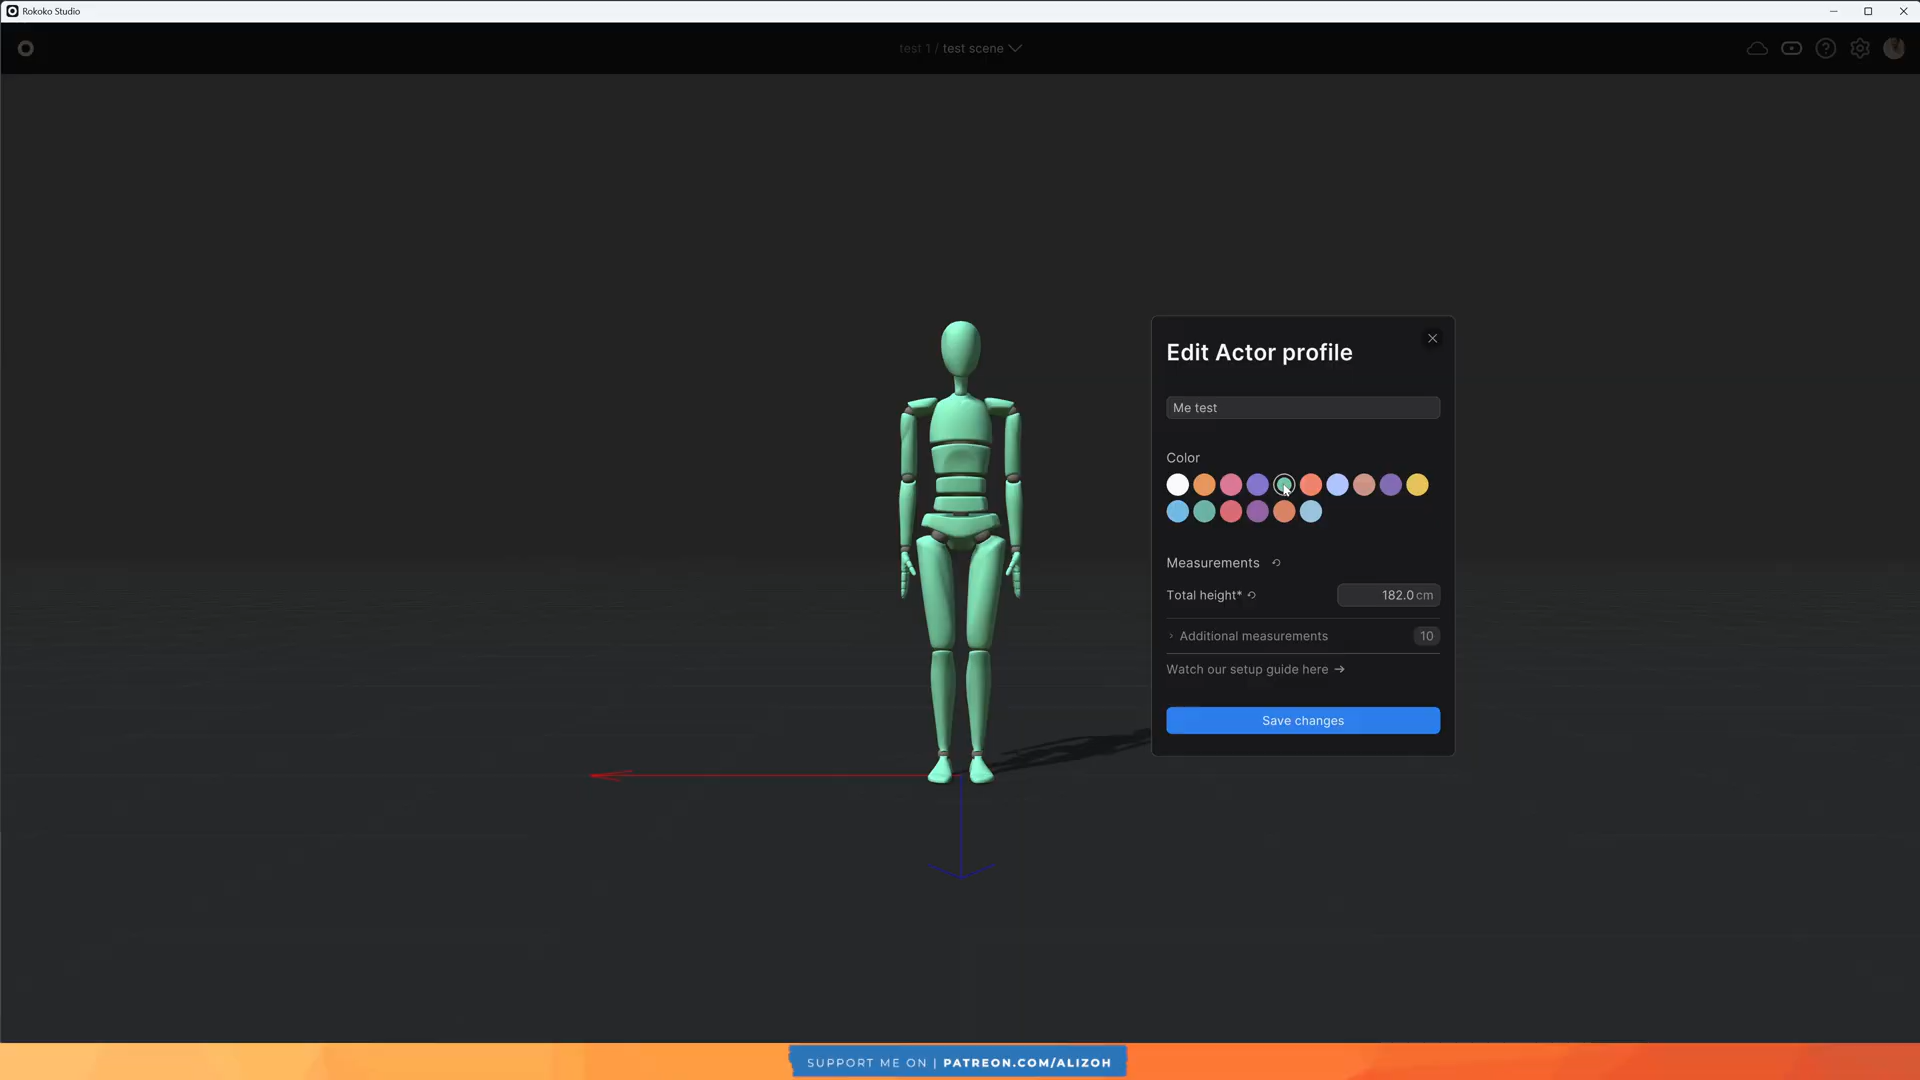 Rokoko Studio
test 1 / test scene
Edit Actor profile
Me test
Color
Measurements
Total height*
182.0 cm
Additional measurements
10
Watch our setup guide here →
Save changes
SUPPORT ME ON | PATREON.COM/ALIZOH